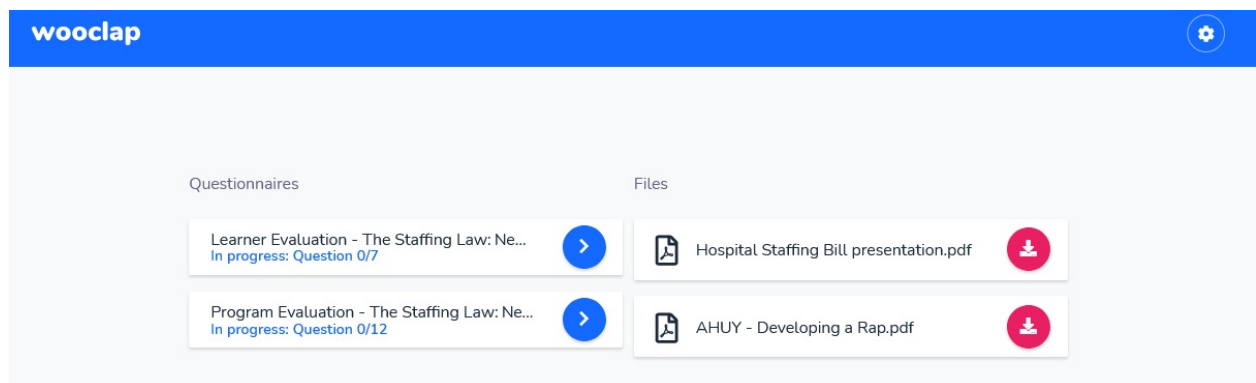 wooclap
Questionnaires
Learner Evaluation - The Staffing Law: Ne...
In progress: Question 0/7
Program Evaluation - The Staffing Law: Ne...
In progress: Question 0/12
Files
Hospital Staffing Bill presentation.pdf
AHUY - Developing a Rap.pdf